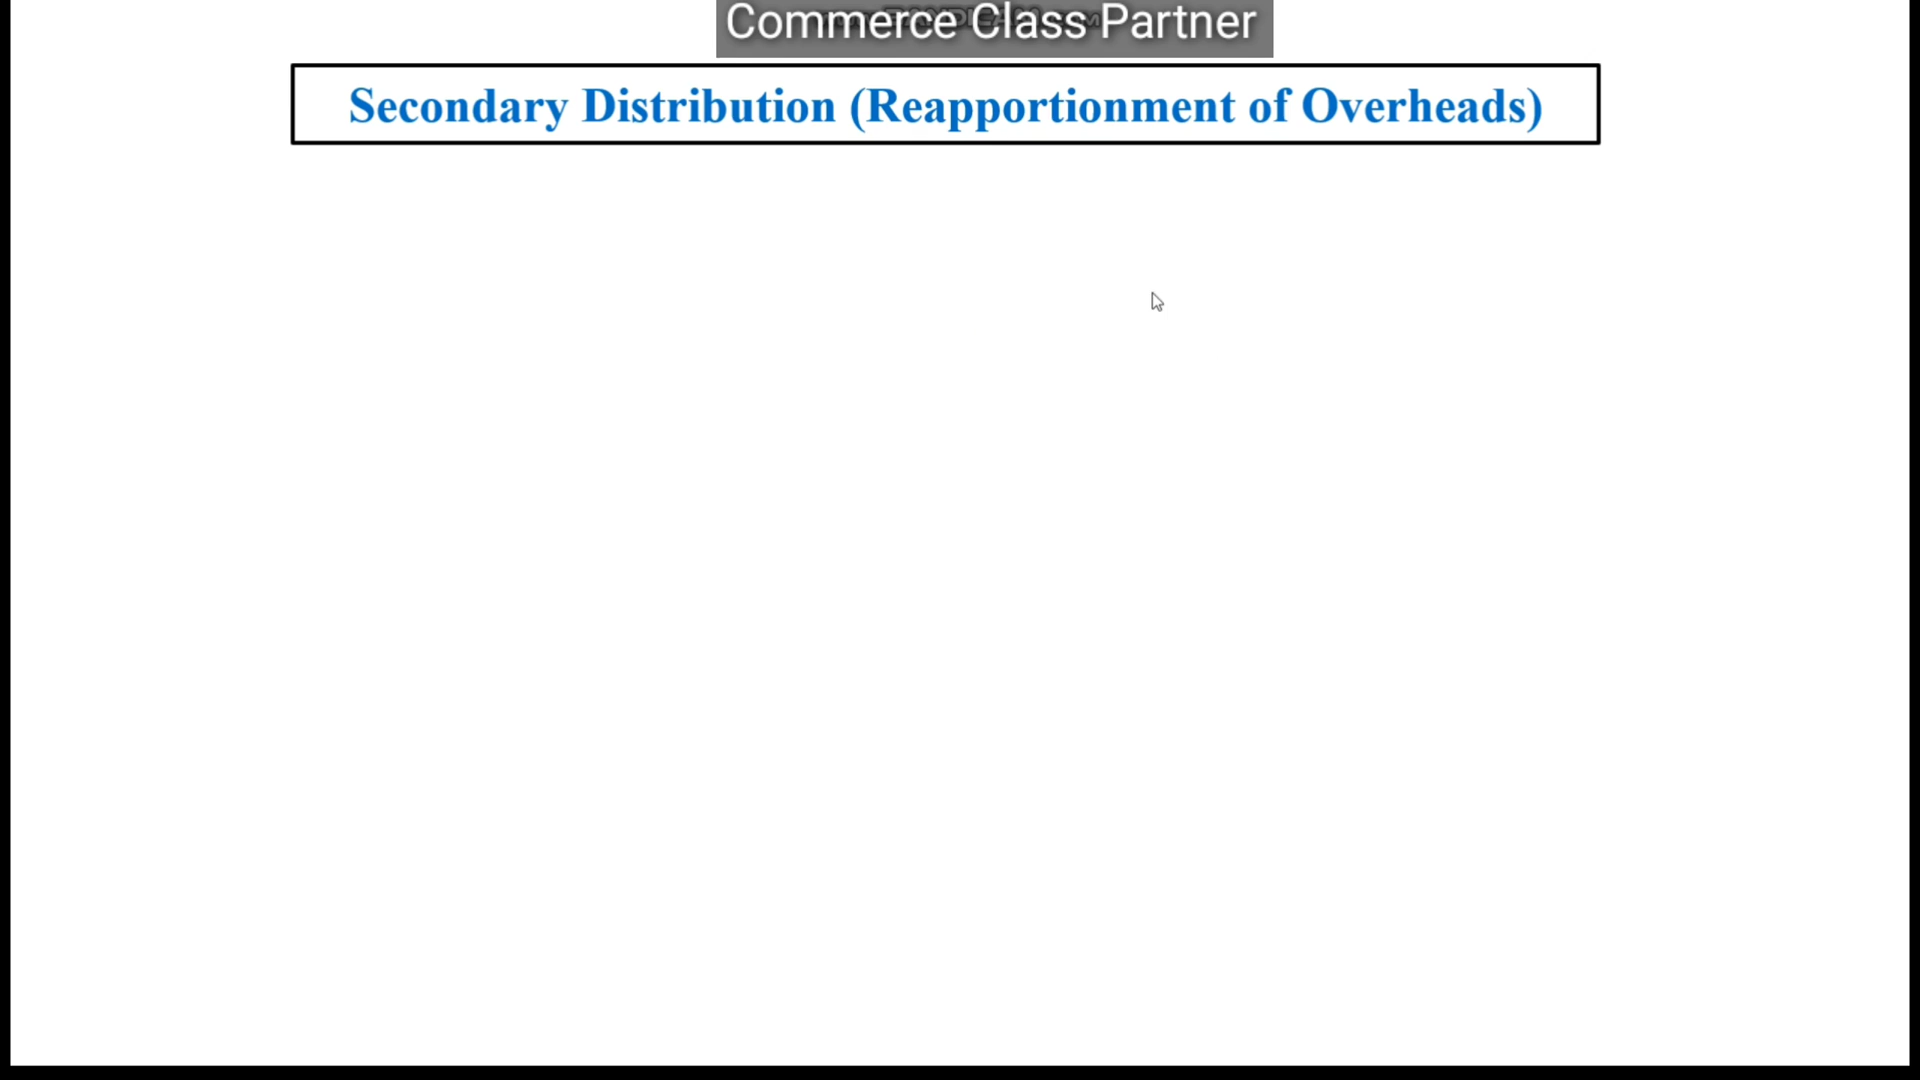 Commerce Class Partner
Secondary Distribution (Reapportionment of Overheads)